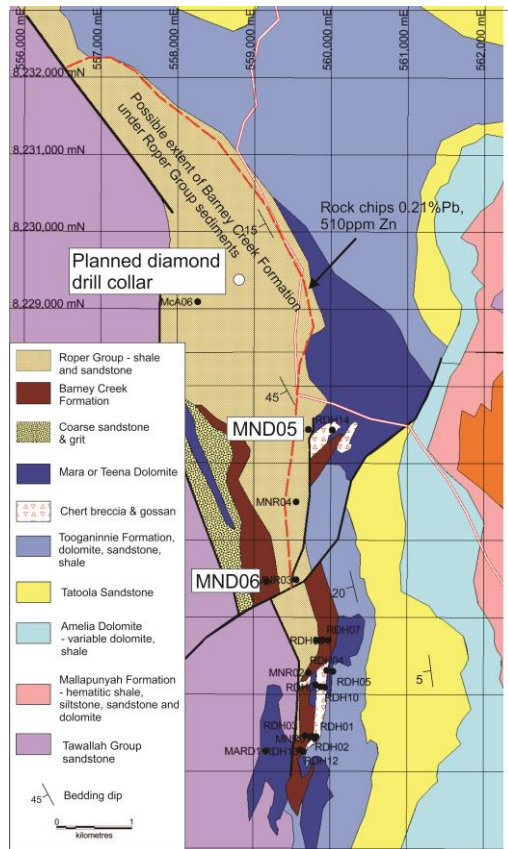 556,000 mE
557,000 mE
558,000 mE
559,000 mE
560,000 mE
561,000 mE
562,000 mE
8,232,000 mN
8,231,000 mN
8,230,000 mN
8,229,000 mN
Possible extent of Barney Creek Formation
under Roper Group sediments
15
Rock chips 0.21%Pb,
510ppm Zn
Planned diamond
drill collar
McA06
45
MND05
RDH14
MNR04
MND06
20
RDH07
RDH04
MNR02
RDH05
RDH10
5
RDH03
RDH01
RDH02
MARD1
RDH12
Roper Group - shale
and sandstone
Barney Creek
Formation
Coarse sandstone
& grit
Mara or Teena Dolomite
Chert breccia & gossan
Tooganinnie Formation,
dolomite, sandstone,
shale
Tatoola Sandstone
Amelia Dolomite
- variable dolomite,
shale
Mallapunyah Formation
- hematitic shale,
siltstone, sandstone and
dolomite
Tawallah Group
sandstone
45
Bedding dip
0
1
kilometres